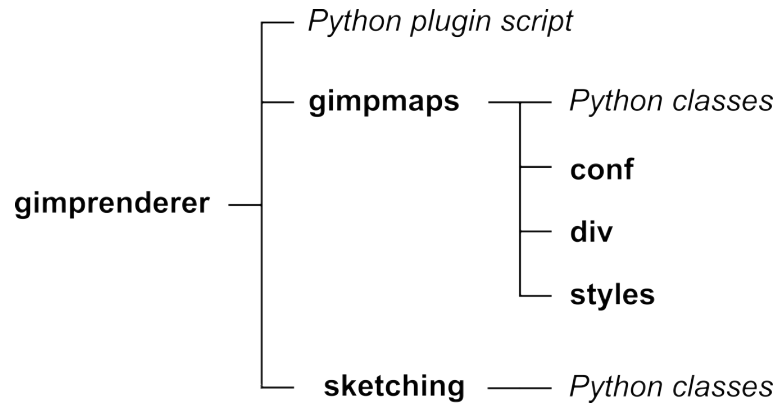 Python plugin script
gimpmaps
Python classes
conf
gimprenderer
div
styles
sketching
Python classes